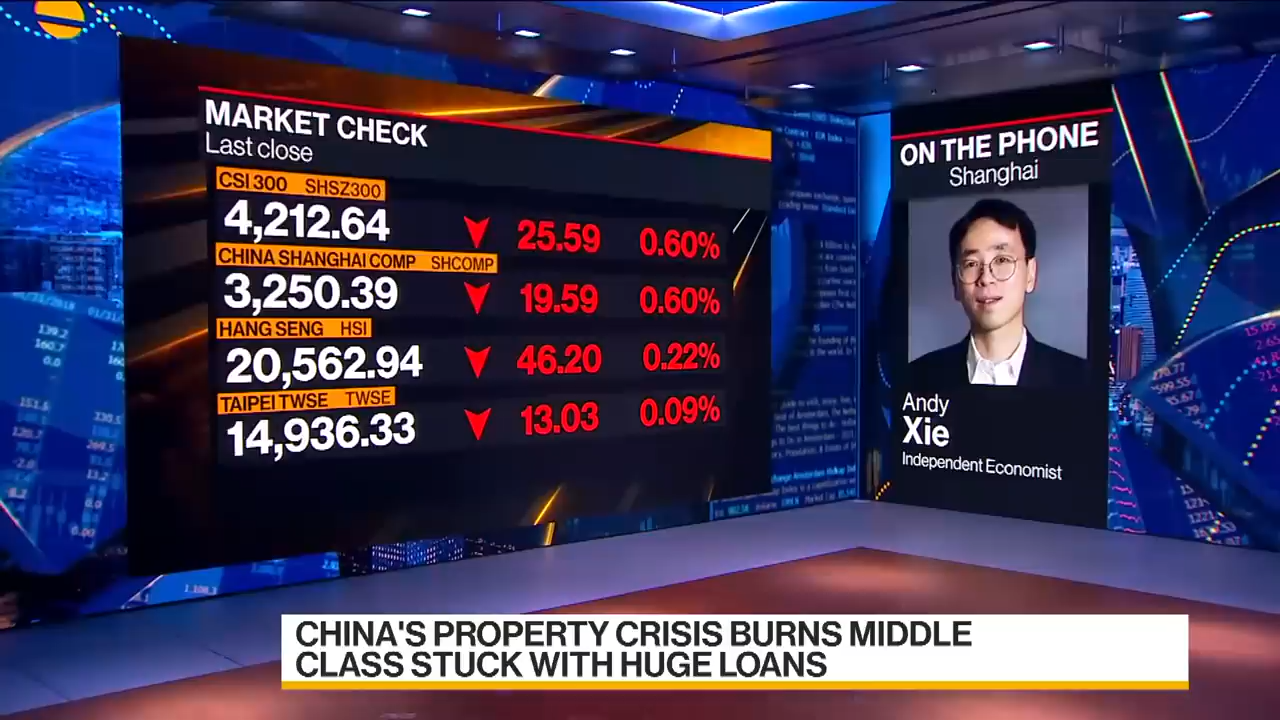 MARKET CHECK
Last close
CSI 300 SHSZ300
4,212.64 25.59 0.60%
CHINA SHANGHAI COMP SHCOMP
3,250.39 19.59 0.60%
HANG SENG HSI
20,562.94 46.20 0.22%
TAIPEI TWSE TWSE
14,936.33 13.03 0.09%
ON THE PHONE
Shanghai
Andy
Xie
Independent Economist
CHINA'S PROPERTY CRISIS BURNS MIDDLE
CLASS STUCK WITH HUGE LOANS